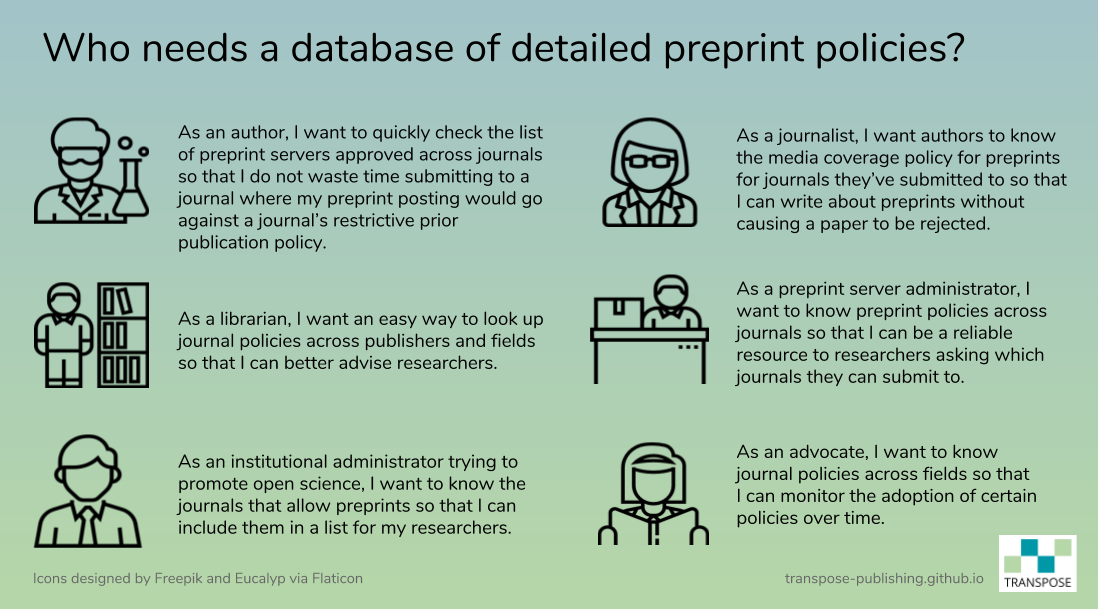 Who needs a database of detailed preprint policies?
As an author, I want to quickly check the list
of preprint servers approved across journals
so that I do not waste time submitting to a
journal where my preprint posting would go
against a journal's restrictive prior
publication policy.
As a journalist, I want authors to know
the media coverage policy for preprints
for journals they've submitted to so that
I can write about preprints without
causing a paper to be rejected.
As a librarian, I want an easy way to look up
journal policies across publishers and fields
so that I can better advise researchers.
As a preprint server administrator, I
want to know preprint policies across
journals so that I can be a reliable
resource to researchers asking which
journals they can submit to.
As an institutional administrator trying to
promote open science, I want to know the
journals that allow preprints so that I can
include them in a list for my researchers.
As an advocate, I want to know
journal policies across fields so that
I can monitor the adoption of certain
policies over time.
Icons designed by Freepik and Eucalyp via Flaticon
transpose-publishing.github.io
TRANSPOSE